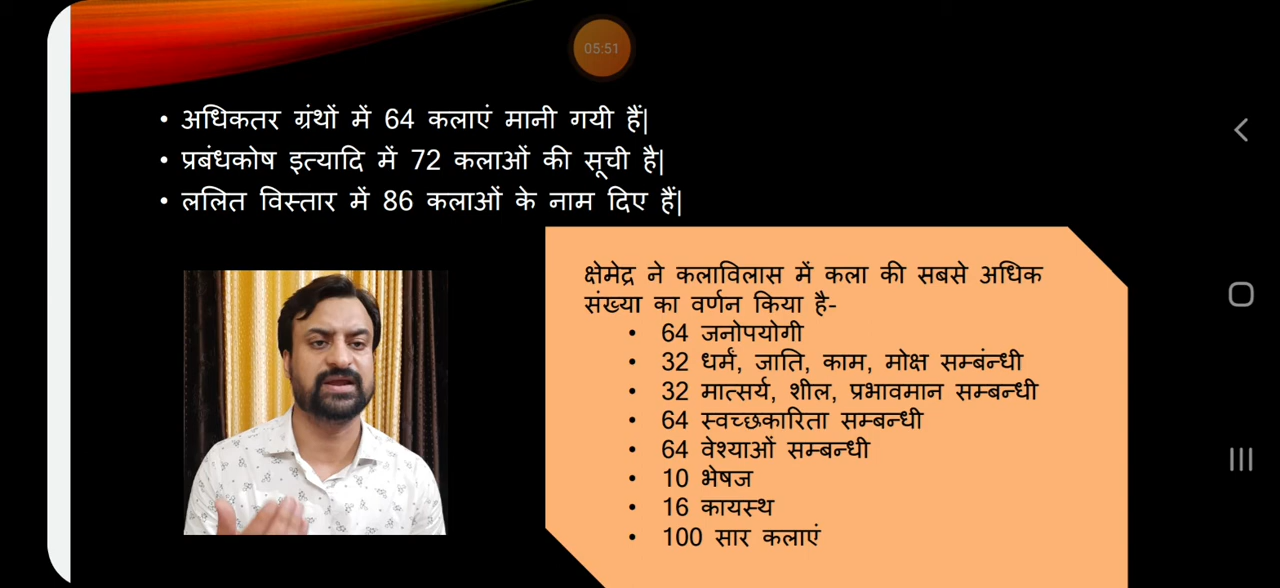 05:51
• अधिकतर ग्रंथों में 64 कलाएं मानी गयी हैं|
• प्रबंधकोष इत्यादि में 72 कलाओं की सूची है|
• ललित विस्तार में 86 कलाओं के नाम दिए हैं|
क्षेमेद्र ने कलाविलास में कला की सबसे अधिक
संख्या का वर्णन किया है-
• 64 जनोपयोगी
• 32 धर्मं, जाति, काम, मोक्ष सम्बंन्धी
• 32 मात्सर्य, शील, प्रभावमान सम्बन्धी
• 64 स्वच्छकारिता सम्बन्धी
• 64 वेश्याओं सम्बन्धी
• 10 भेषज
• 16 कायस्थ
• 100 सार कलाएं